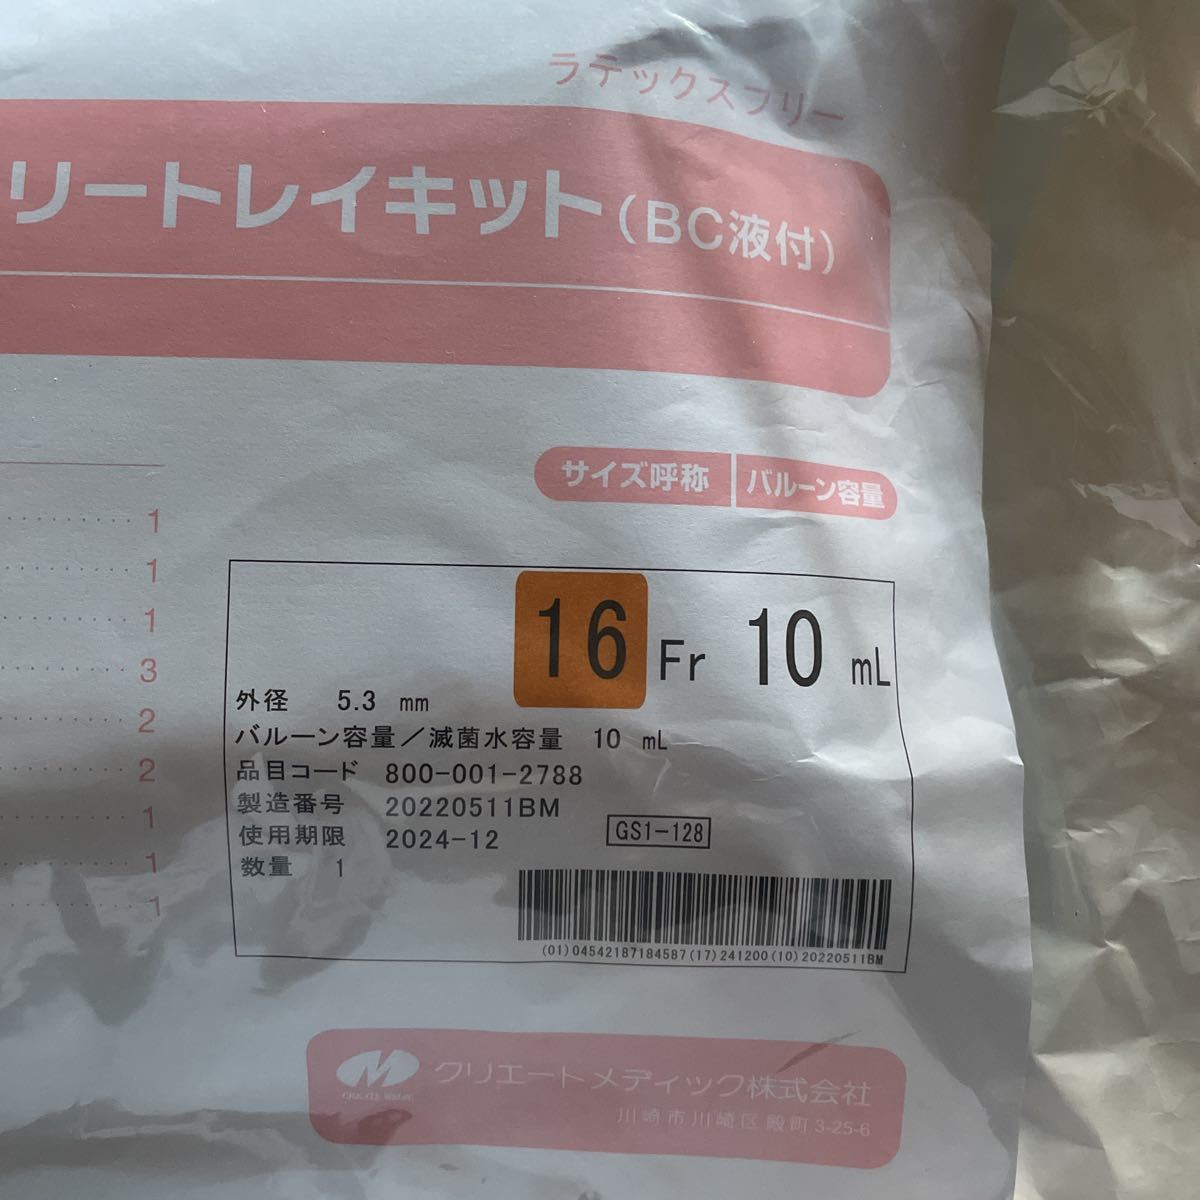 ラテックスフリー
リートレイキット(BC液付)
サイズ呼称 バルーン容量
1
1
1
3
2
2
1
1
1
16 Fr 10 mL
外径 5.3 mm
バルーン容量/滅菌水容量 10 mL
品目コード 800-001-2788
製造番号 20220511BM
使用期限 2024-12
GS1-128
数量 1
(01)04542187184587(17)241200(10)20220511BM
クリエートメディック株式会社
川崎市川崎区殿町3-25-6